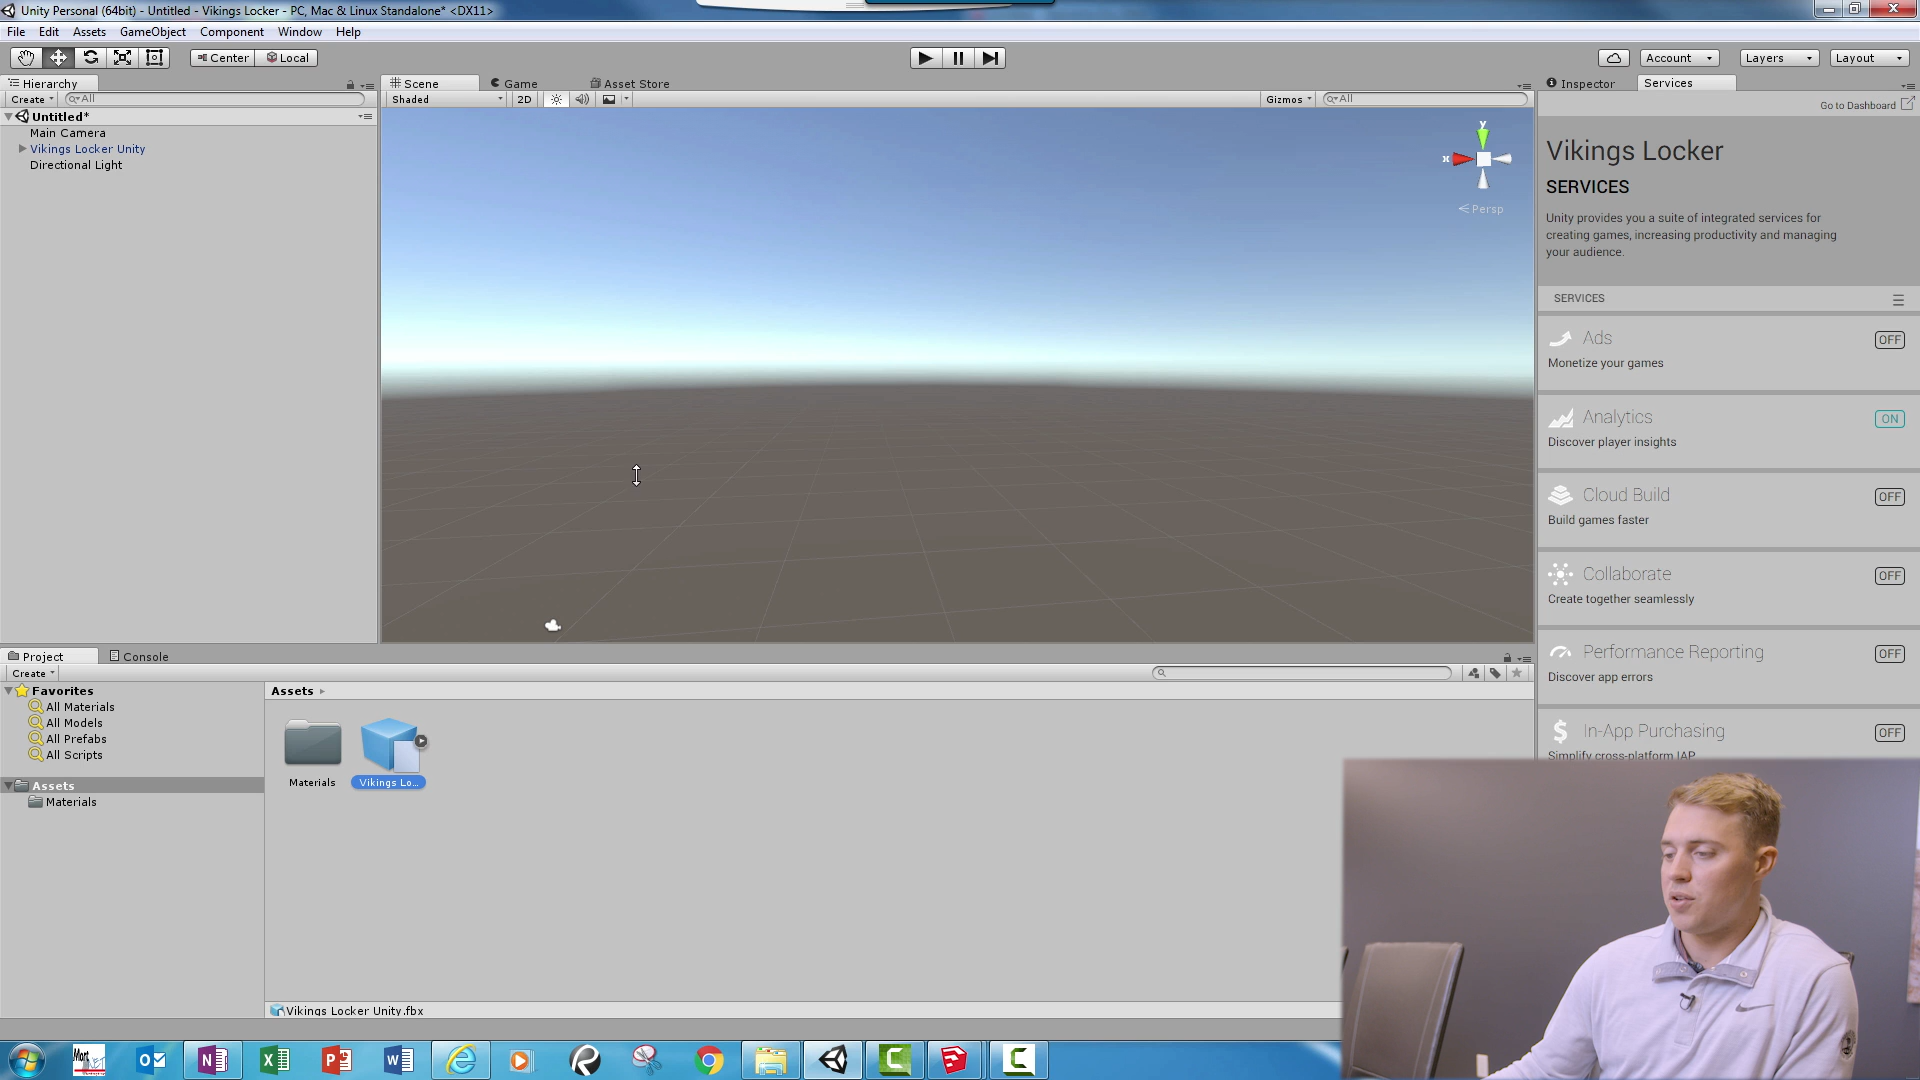 Unity Personal (64bit) - Untitled - Vikings Locker - PC, Mac & Linux Standalone* <DX11>
File Edit Assets GameObject Component Window Help
Center Local Account Layers Layout
Hierarchy
Create All
Untitled*
Main Camera
Vikings Locker Unity
Directional Light
Scene Game Asset Store
Shaded 2D Gizmos All
y
x
Persp
Inspector Services
Go to Dashboard
Vikings Locker
SERVICES
Unity provides you a suite of integrated services for
creating games, increasing productivity and managing
your audience.
SERVICES
Ads OFF
Monetize your games
Analytics ON
Discover player insights
Cloud Build OFF
Build games faster
Collaborate OFF
Create together seamlessly
Performance Reporting OFF
Discover app errors
In-App Purchasing OFF
Simplify cross-platform IAP
Project Console
Create
Favorites
All Materials
All Models
All Prefabs
All Scripts
Assets
Materials
Assets
Materials Vikings Lo...
Vikings Locker Unity.fbx